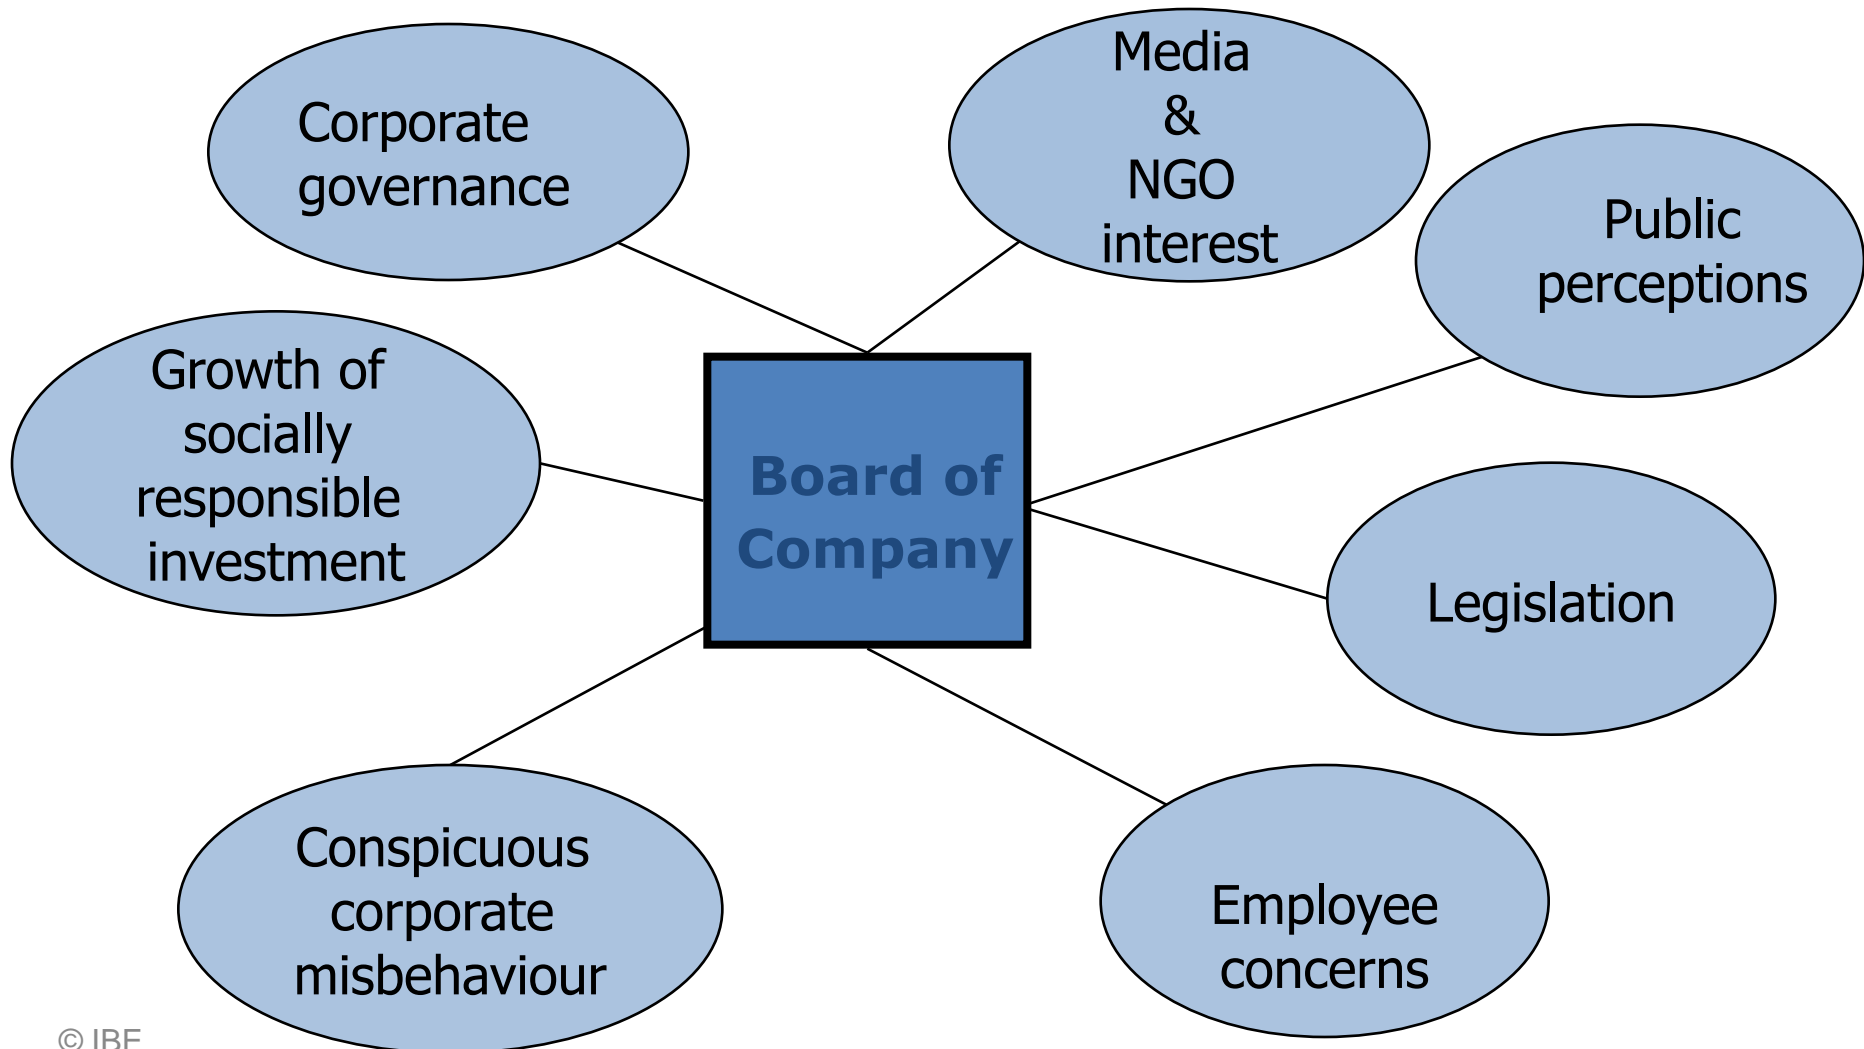 Corporate
governance
Media
&
NGO
interest
Public
perceptions
Growth of
socially
responsible
investment
Board of
Company
Legislation
Conspicuous
corporate
misbehaviour
Employee
concerns
© IBE